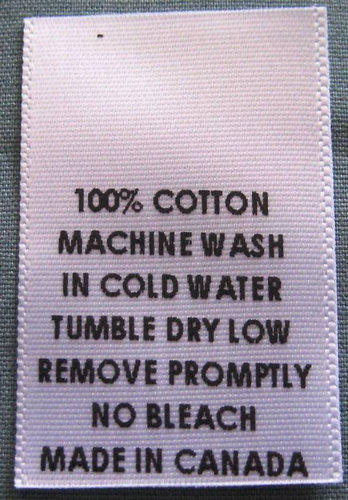 100% COTTON
MACHINE WASH
IN COLD WATER
TUMBLE DRY LOW
REMOVE PROMPTLY
NO BLEACH
MADE IN CANADA